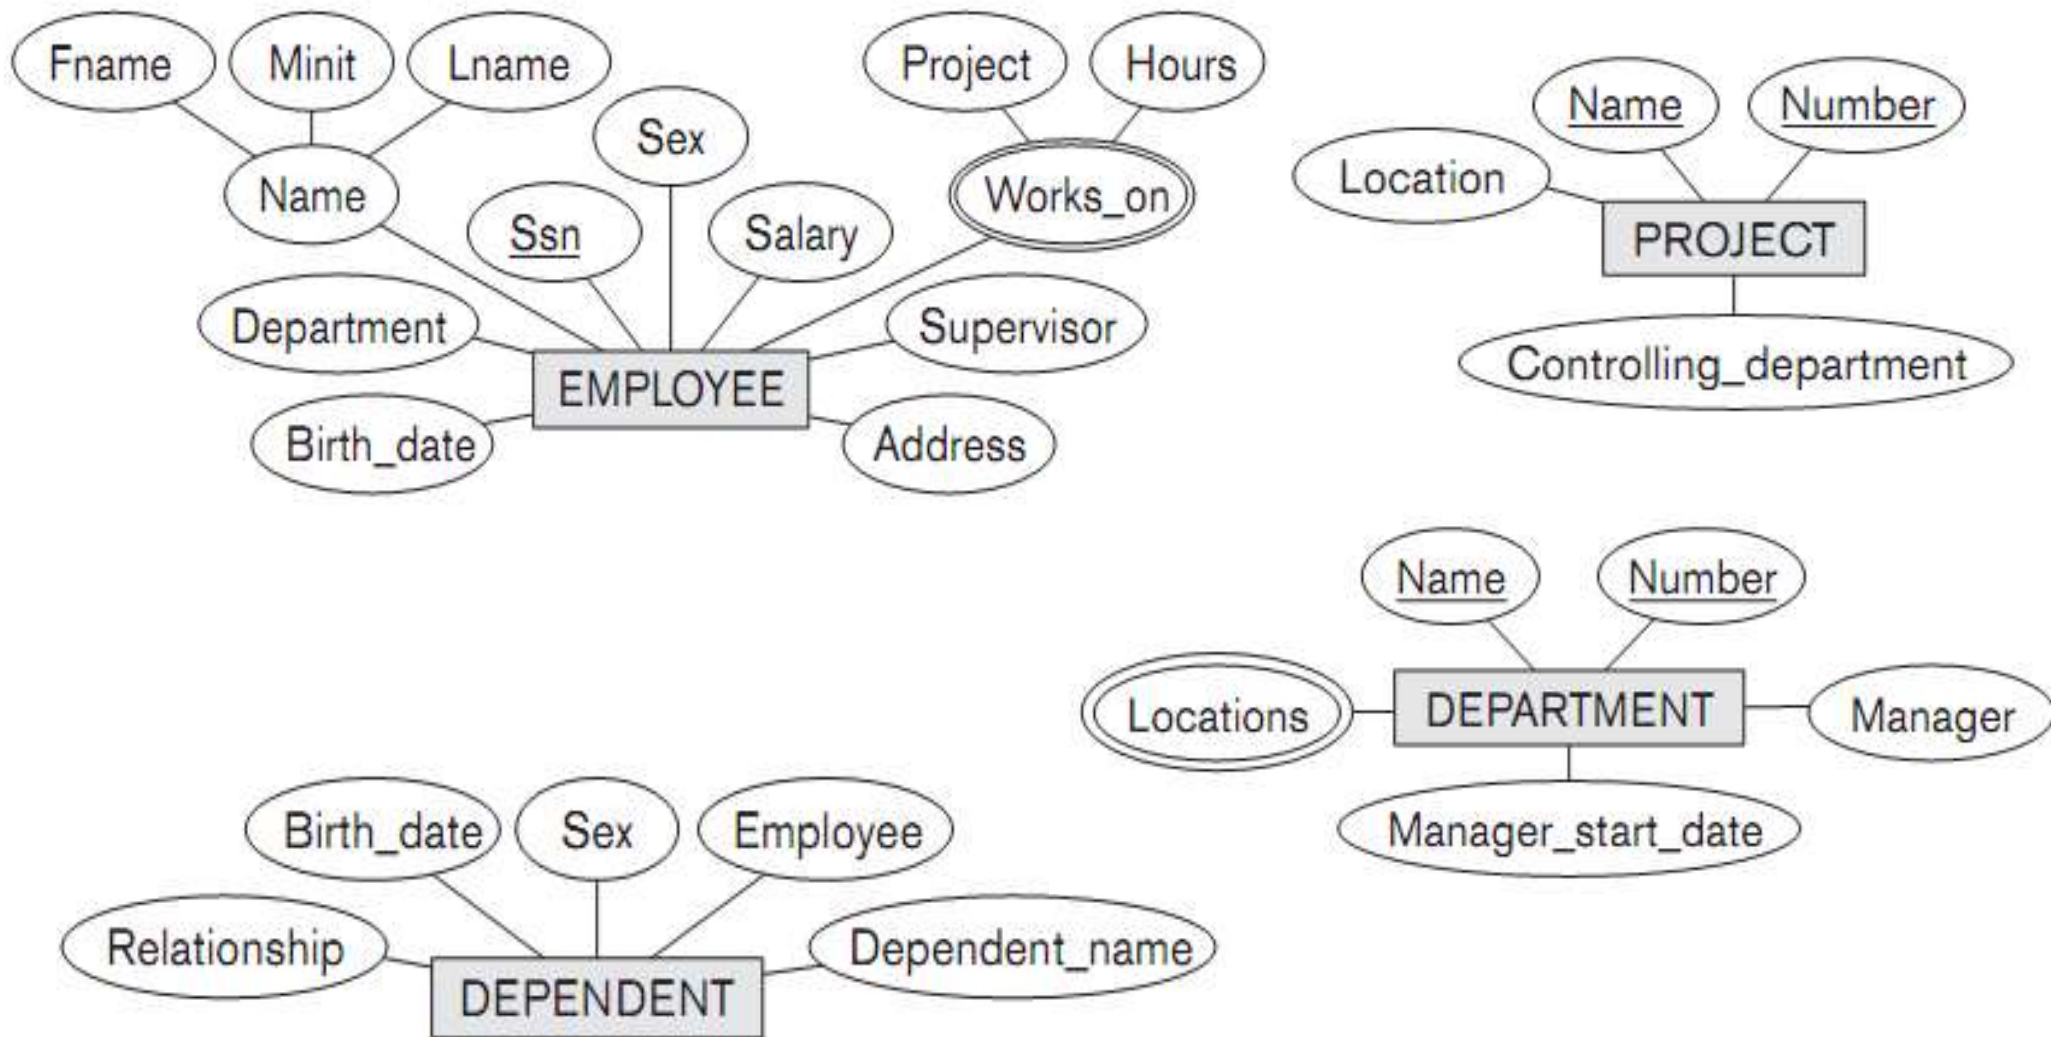 Fname
Minit
Lname
Name
Sex
Ssn
Salary
Project
Hours
Works_on
Department
Supervisor
EMPLOYEE
Birth_date
Address
Name
Number
Location
PROJECT
Controlling_department
Name
Number
Locations
DEPARTMENT
Manager
Manager_start_date
Birth_date
Sex
Employee
Relationship
Dependent_name
DEPENDENT